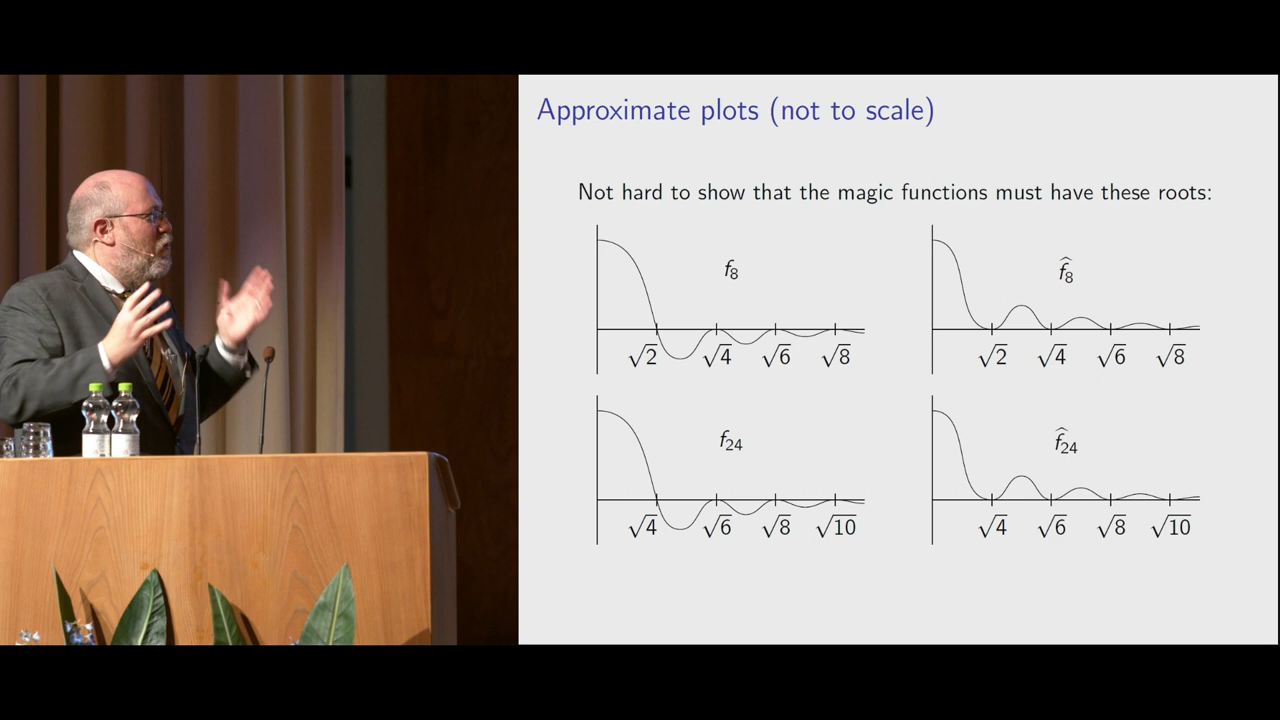 Approximate plots (not to scale)
Not hard to show that the magic functions must have these roots:
f₈
√2 √4 √6 √8
f̂₈
√2 √4 √6 √8
f₂₄
√4 √6 √8 √10
f̂₂₄
√4 √6 √8 √10